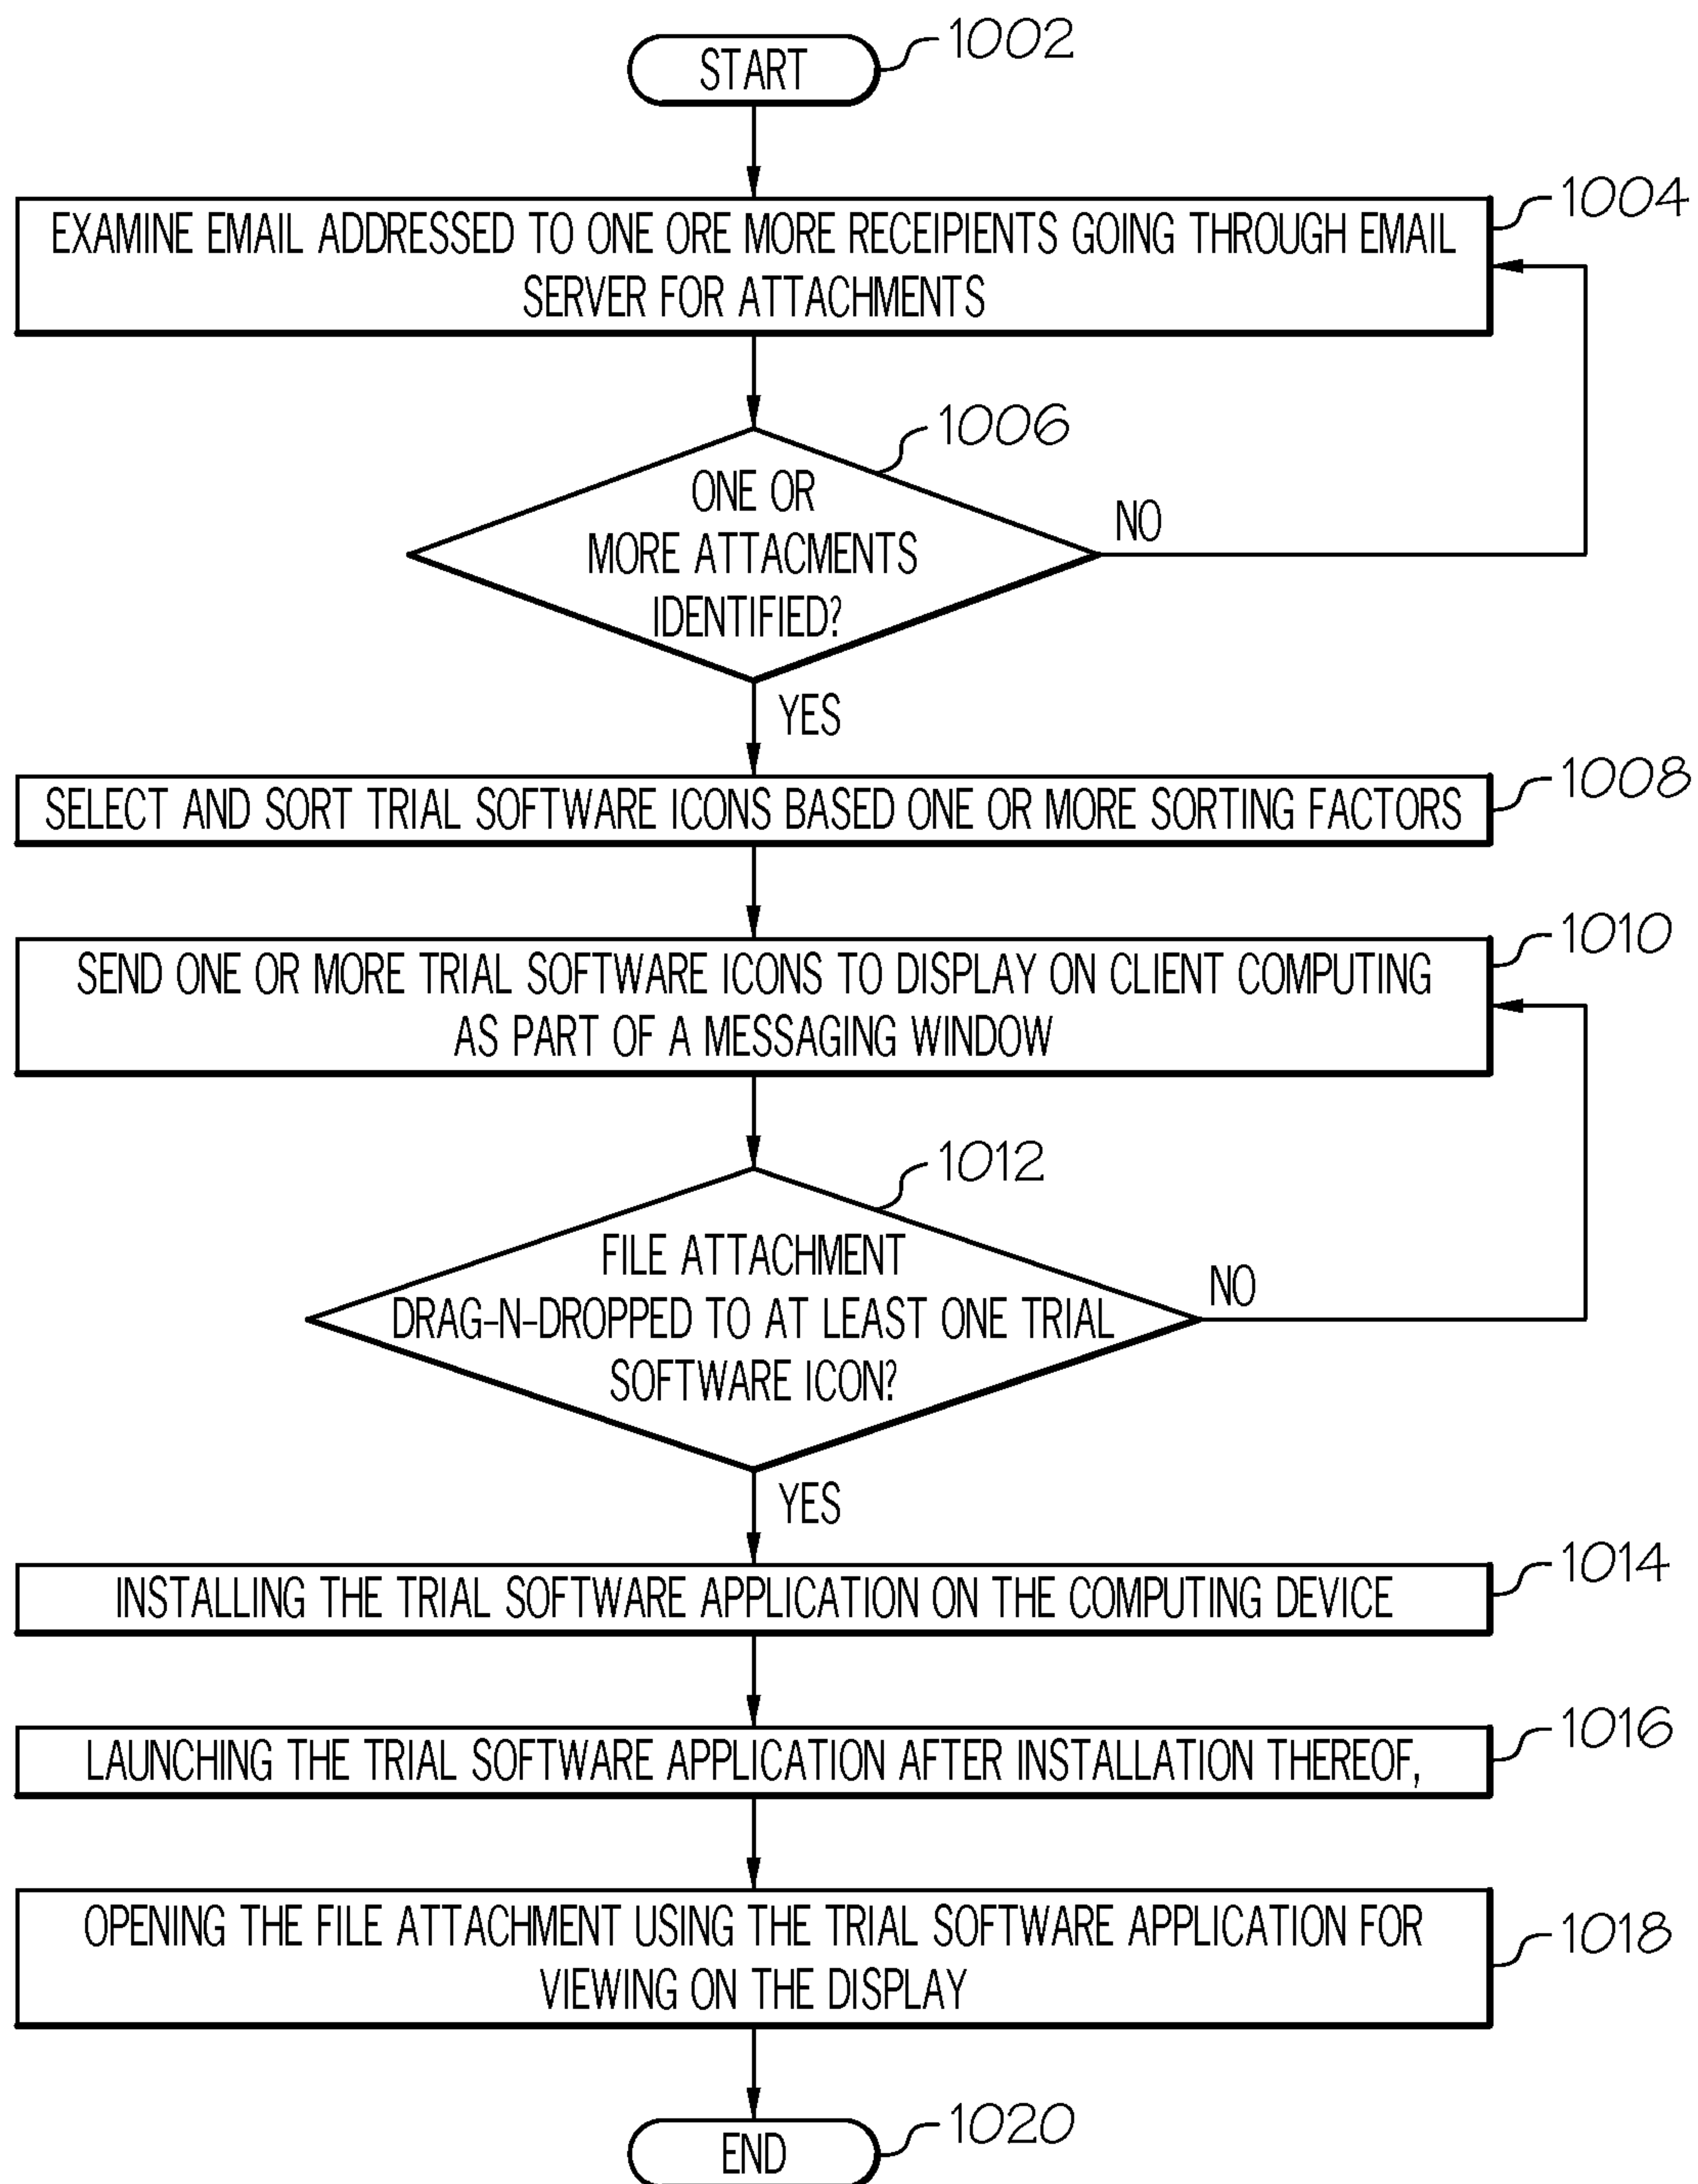 START
1002
1004
EXAMINE EMAIL ADDRESSED TO ONE ORE MORE RECEIPIENTS GOING THROUGH EMAIL
SERVER FOR ATTACHMENTS
1006
ONE OR
MORE ATTACMENTS
IDENTIFIED?
NO
YES
1008
SELECT AND SORT TRIAL SOFTWARE ICONS BASED ONE OR MORE SORTING FACTORS
1010
SEND ONE OR MORE TRIAL SOFTWARE ICONS TO DISPLAY ON CLIENT COMPUTING
AS PART OF A MESSAGING WINDOW
1012
FILE ATTACHMENT
DRAG-N-DROPPED TO AT LEAST ONE TRIAL
SOFTWARE ICON?
NO
YES
1014
INSTALLING THE TRIAL SOFTWARE APPLICATION ON THE COMPUTING DEVICE
1016
LAUNCHING THE TRIAL SOFTWARE APPLICATION AFTER INSTALLATION THEREOF,
1018
OPENING THE FILE ATTACHMENT USING THE TRIAL SOFTWARE APPLICATION FOR
VIEWING ON THE DISPLAY
1020
END